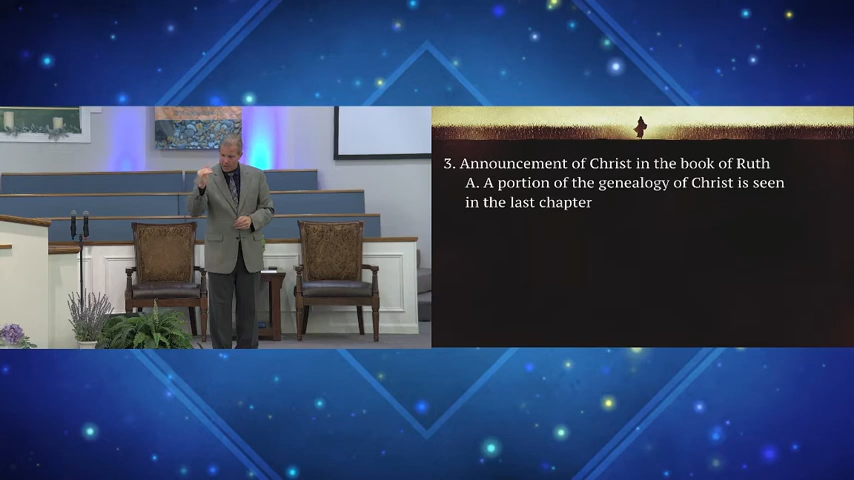 3. Announcement of Christ in the book of Ruth
A. A portion of the genealogy of Christ is seen
in the last chapter